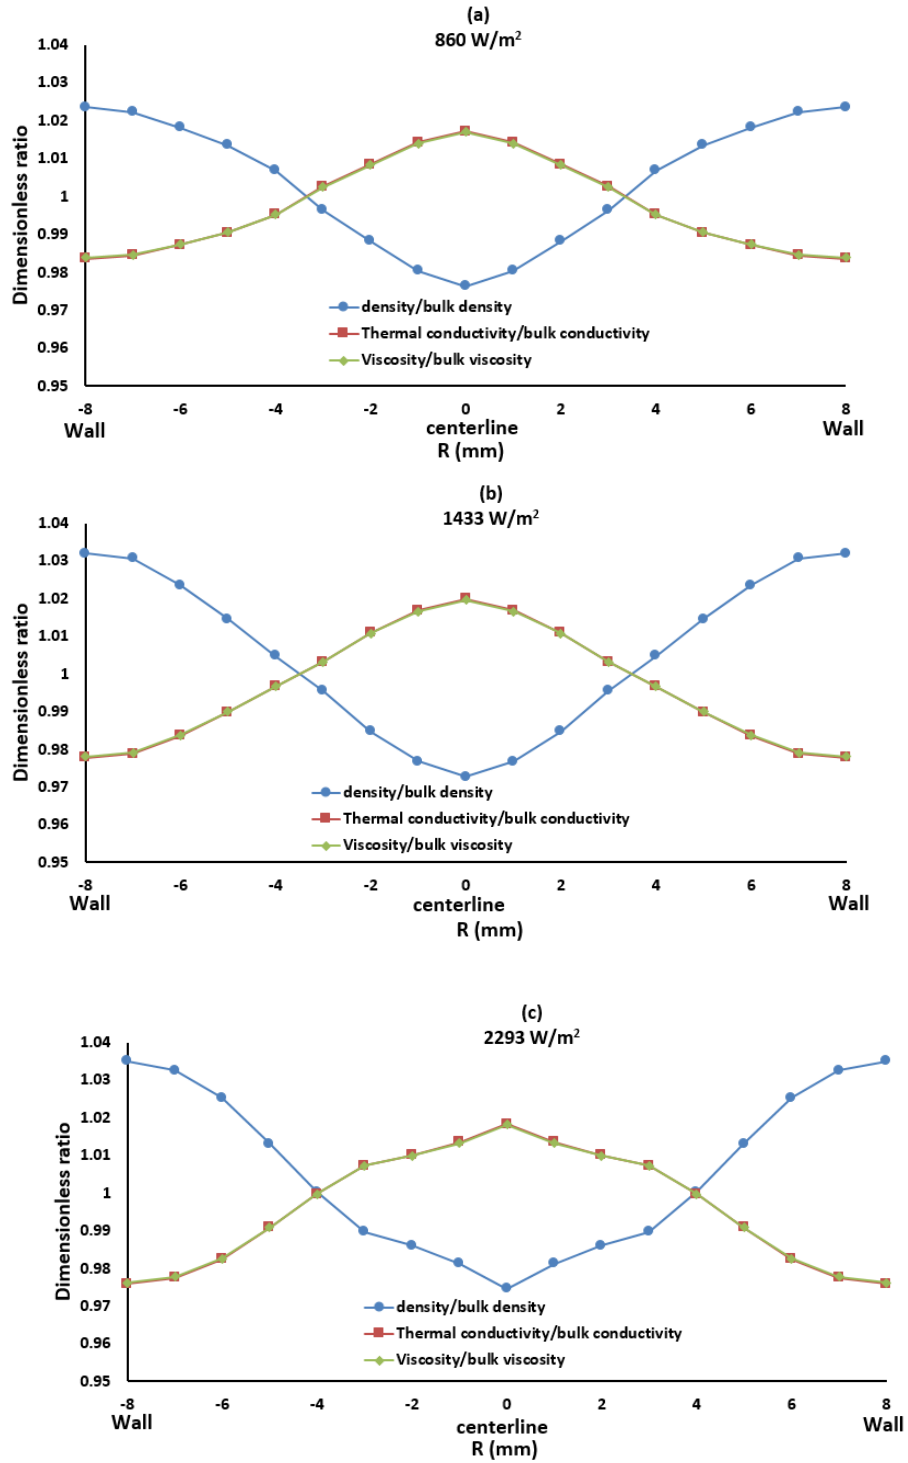 (a)
860 W/m²
1.04
1.03
1.02
1.01
1
0.99
0.98
0.97
0.96
0.95
Dimensionless ratio
density/bulk density
Thermal conductivity/bulk conductivity
Viscosity/bulk viscosity
-8 -6 -4 -2 0 2 4 6 8
Wall centerline Wall
R (mm)
(b)
1433 W/m²
1.04
1.03
1.02
1.01
1
0.99
0.98
0.97
0.96
0.95
Dimensionless ratio
density/bulk density
Thermal conductivity/bulk conductivity
Viscosity/bulk viscosity
-8 -6 -4 -2 0 2 4 6 8
Wall centerline Wall
R (mm)
(c)
2293 W/m²
1.04
1.03
1.02
1.01
1
0.99
0.98
0.97
0.96
0.95
Dimensionless ratio
density/bulk density
Thermal conductivity/bulk conductivity
Viscosity/bulk viscosity
-8 -6 -4 -2 0 2 4 6 8
Wall centerline Wall
R (mm)